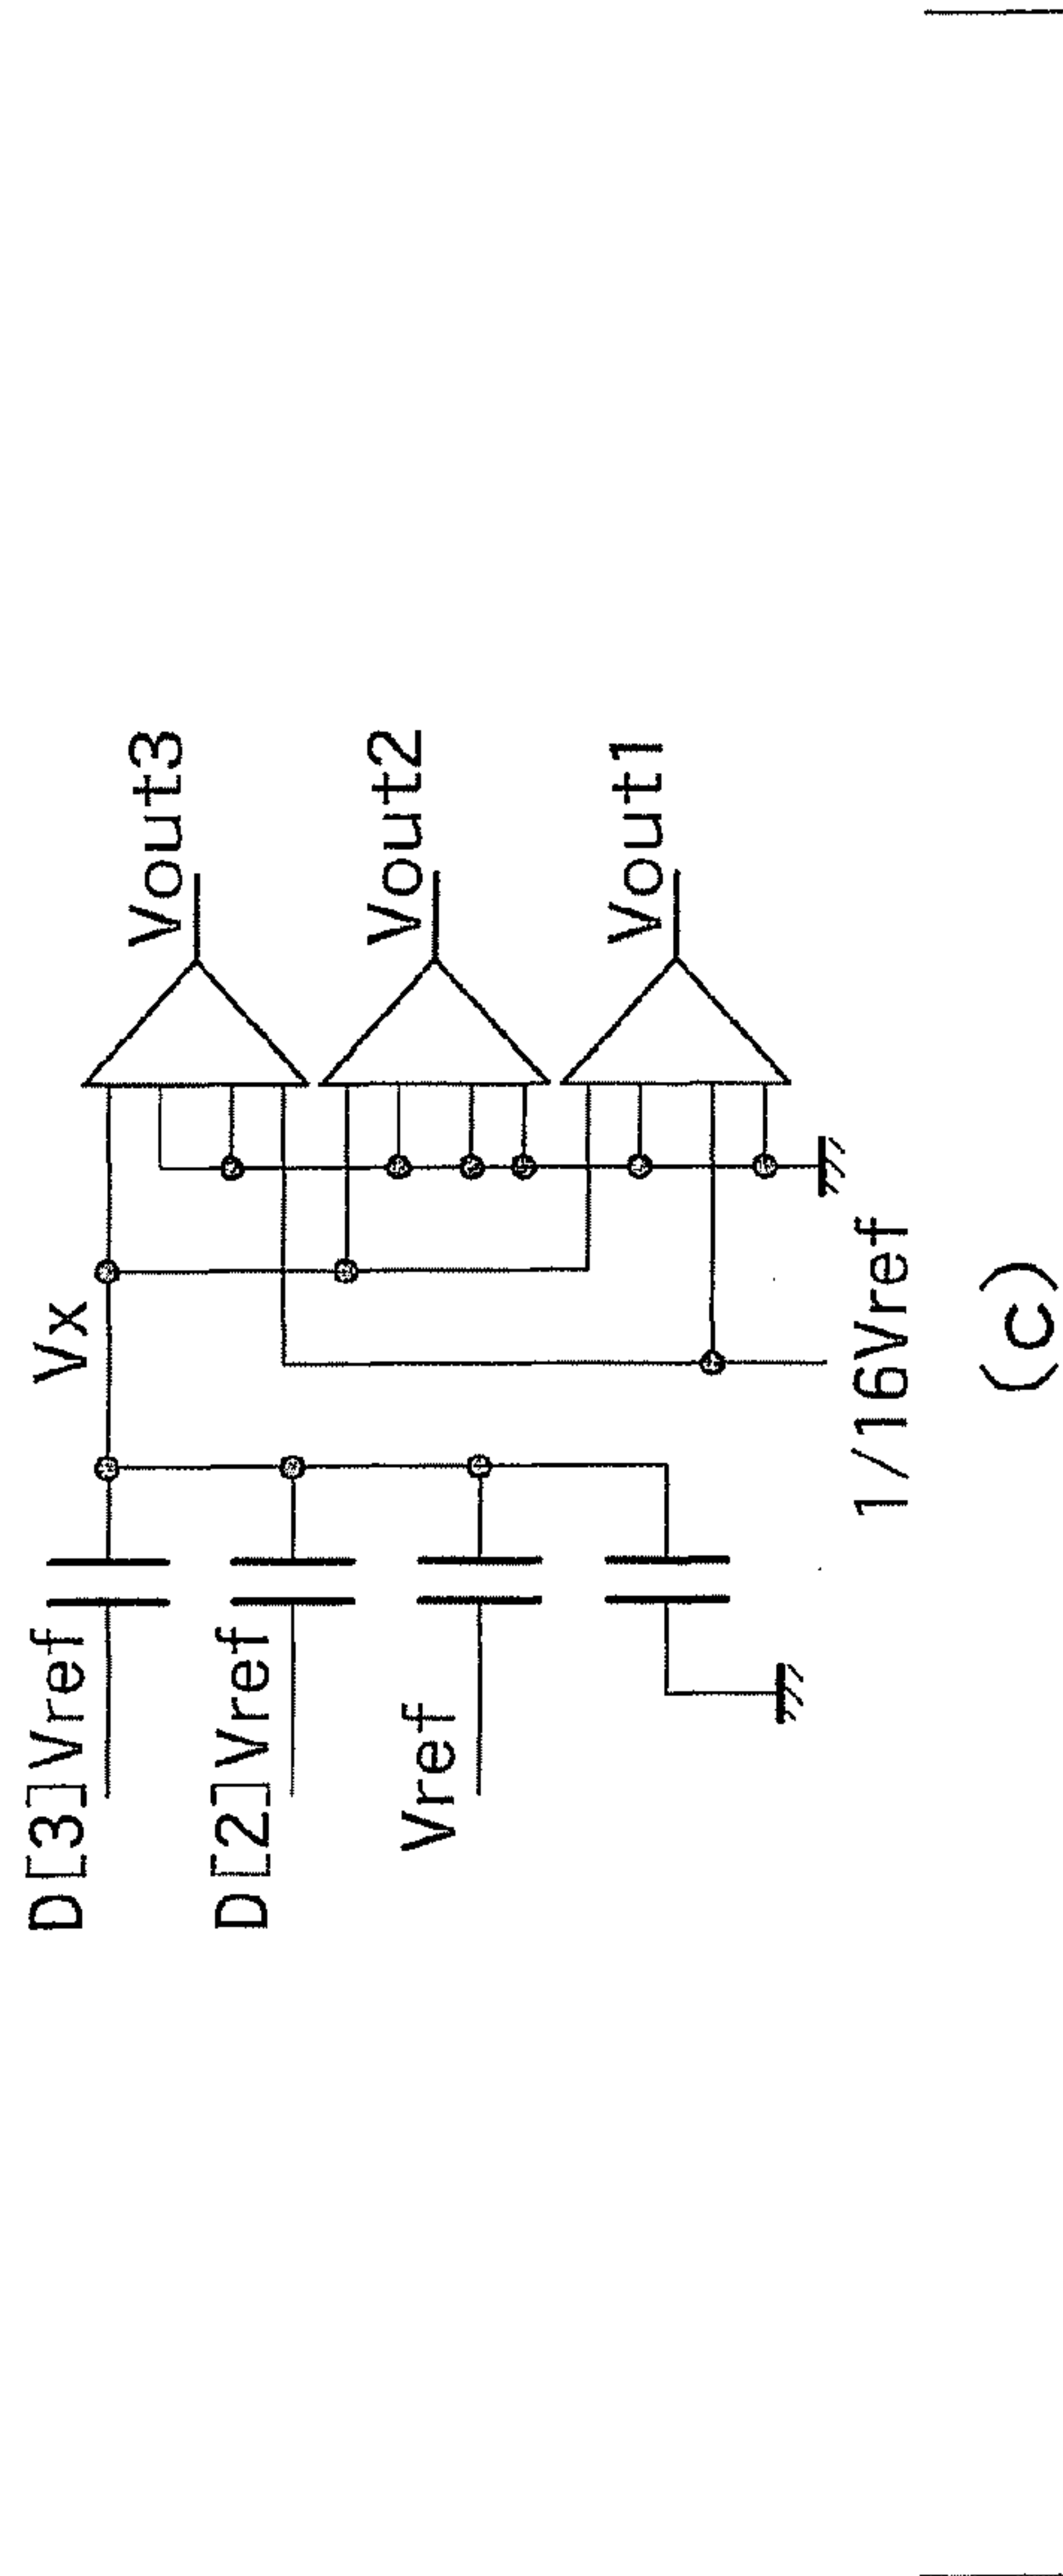 D[3]Vref
D[2]Vref
Vref
Vx
Vout3
Vout2
Vout1
1/16Vref
(c)